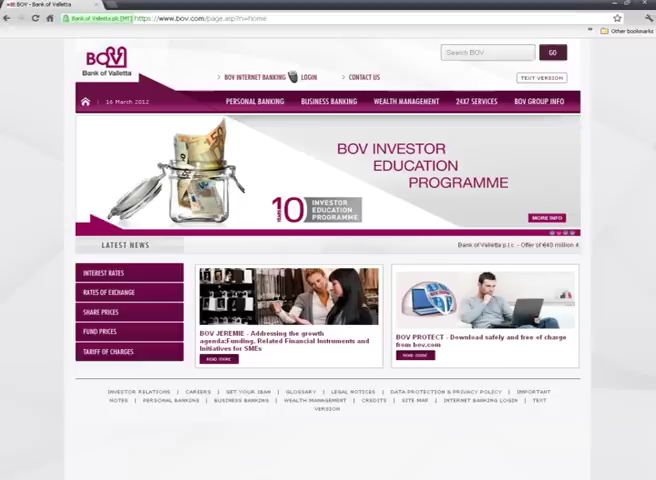 BOV - Bank of Valletta
Bank of Valletta plc [MT] https://www.bov.com/page.asp?n=home
Other bookmarks
BOV
Bank of Valletta
Search BOV
GO
BOV INTERNET BANKING LOGIN
CONTACT US
TEXT VERSION
16 March 2012
PERSONAL BANKING
BUSINESS BANKING
WEALTH MANAGEMENT
24X7 SERVICES
BOV GROUP INFO
BOV INVESTOR
EDUCATION
PROGRAMME
10 YEARS
INVESTOR
EDUCATION
PROGRAMME
MORE INFO
LATEST NEWS
Bank of Valletta p.l.c - Offer of €40 million 4
INTEREST RATES
RATES OF EXCHANGE
SHARE PRICES
FUND PRICES
TARIFF OF CHARGES
BOV JEREMIE - Addressing the growth
agenda;Funding, Related Financial Instruments and
Initiatives for SMEs
READ MORE
BOV PROTECT - Download safely and free of charge
from bov.com
READ MORE
INVESTOR RELATIONS | CAREERS | GET YOUR IBAN | GLOSSARY | LEGAL NOTICES | DATA PROTECTION & PRIVACY POLICY | IMPORTANT
NOTES | PERSONAL BANKING | BUSINESS BANKING | WEALTH MANAGEMENT | CREDITS | SITE MAP | INTERNET BANKING LOGIN | TEXT
VERSION